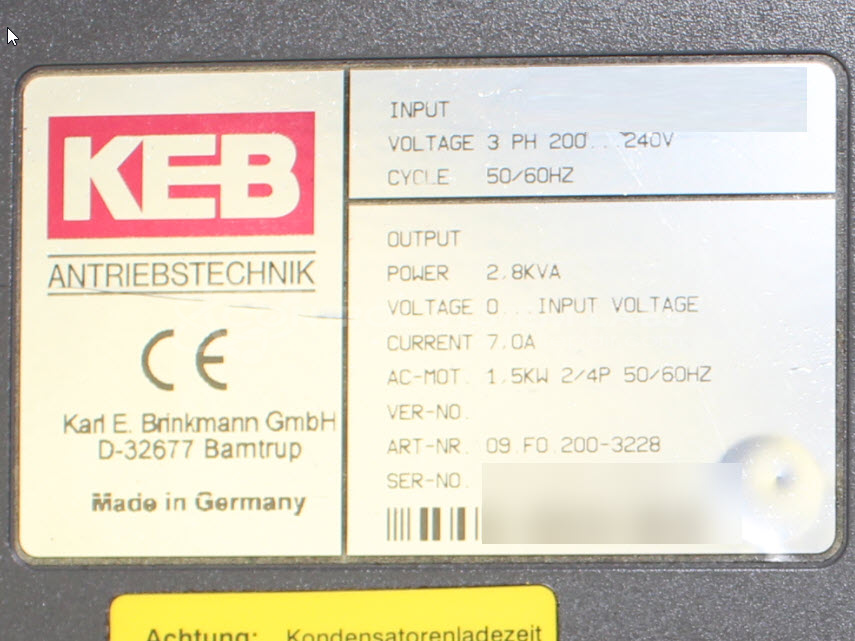 KEB
ANTRIEBSTECHNIK
CE
Karl E. Brinkmann GmbH
D-32677 Barntrup
Made in Germany
INPUT
VOLTAGE 3 PH 200...240V
CYCLE 50/60HZ
OUTPUT
POWER 2.8KVA
VOLTAGE 0...INPUT VOLTAGE
CURRENT 7.0A
AC-MOT. 1.5KW 2/4P 50/60HZ
VER-NO.
ART-NR. 09.F0.200-3228
SER-NO.
Achtung: Kondensatorenladezeit